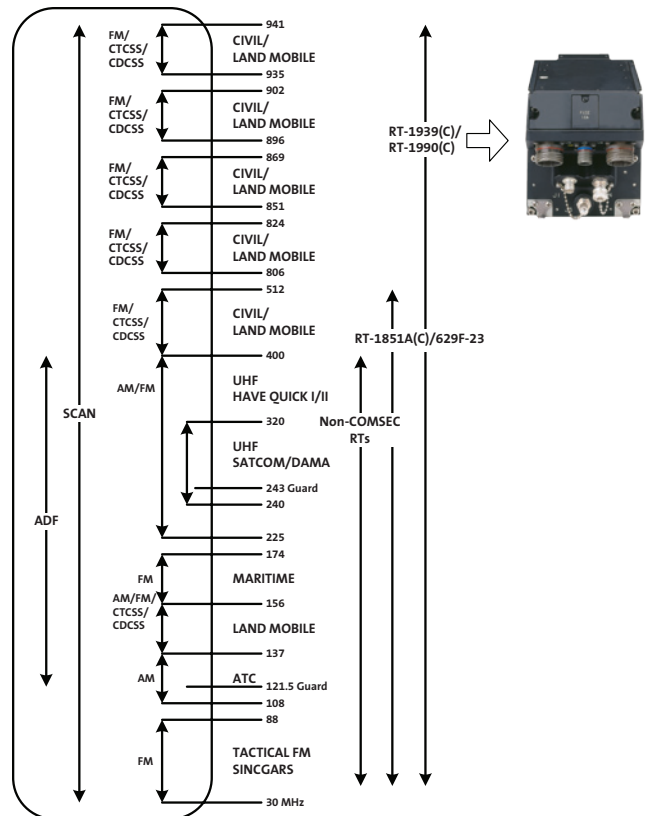 941
FM/
CTCSS/
CDCSS
CIVIL/
LAND MOBILE
935
902
FM/
CTCSS/
CDCSS
CIVIL/
LAND MOBILE
896
869
FM/
CTCSS/
CDCSS
CIVIL/
LAND MOBILE
851
824
FM/
CTCSS/
CDCSS
CIVIL/
LAND MOBILE
806
512
FM/
CTCSS/
CDCSS
CIVIL/
LAND MOBILE
400
AM/FM
UHF
HAVE QUICK I/II
320
UHF
SATCOM/DAMA
243 Guard
240
225
174
FM
MARITIME
156
AM/FM/
CTCSS/
CDCSS
LAND MOBILE
137
AM
ATC
121.5 Guard
108
88
FM
TACTICAL FM
SINCGARS
30 MHz
SCAN
ADF
Non-COMSEC
RTs
RT-1851A(C)/629F-23
RT-1939(C)/
RT-1990(C)